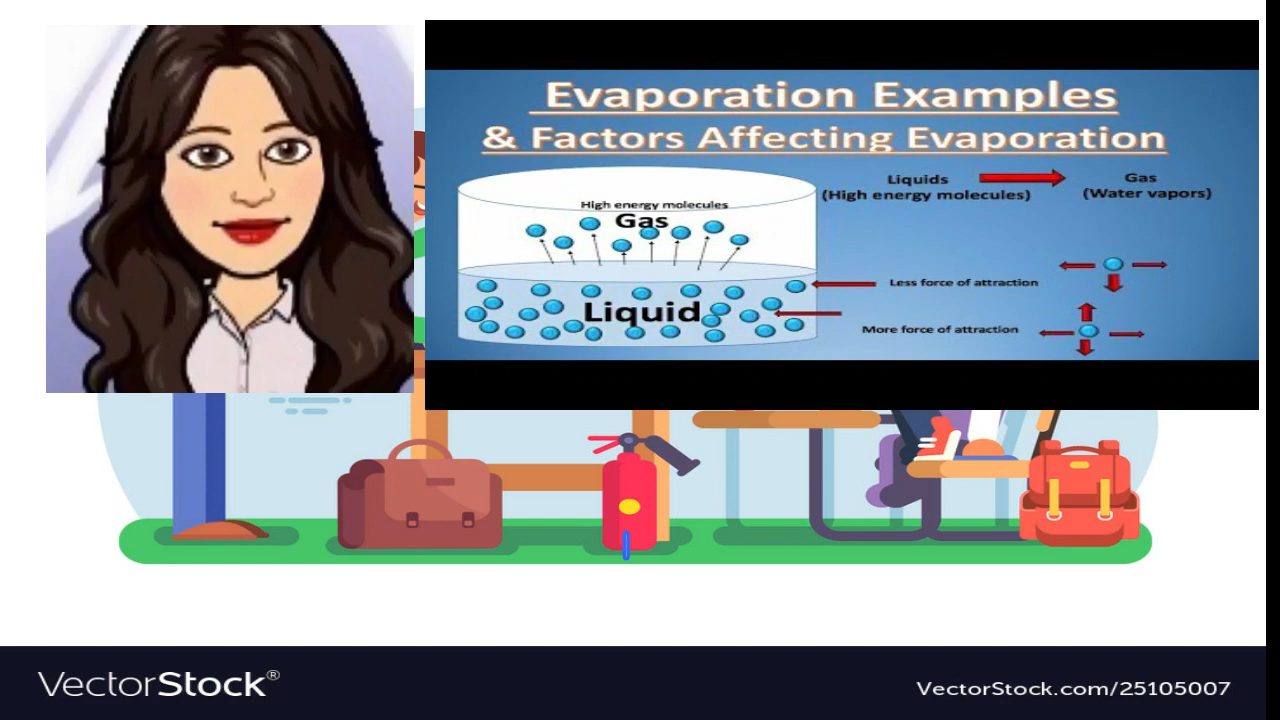 Evaporation Examples
& Factors Affecting Evaporation
Liquids
(High energy molecules)
Gas
(Water vapors)
High energy molecules
Gas
Less force of attraction
Liquid
More force of attraction
VectorStock®
VectorStock.com/25105007